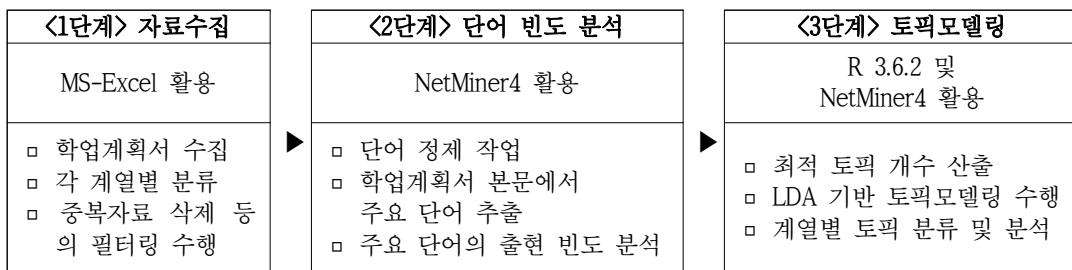 <1단계> 자료수집
MS-Excel 활용
▫ 학업계획서 수집
▫ 각 계열별 분류
▫ 중복자료 삭제 등
의 필터링 수행
▶
<2단계> 단어 빈도 분석
NetMiner4 활용
▫ 단어 정제 작업
▫ 학업계획서 본문에서
주요 단어 추출
▫ 주요 단어의 출현 빈도 분석
▶
<3단계> 토픽모델링
R 3.6.2 및
NetMiner4 활용
▫ 최적 토픽 개수 산출
▫ LDA 기반 토픽모델링 수행
▫ 계열별 토픽 분류 및 분석